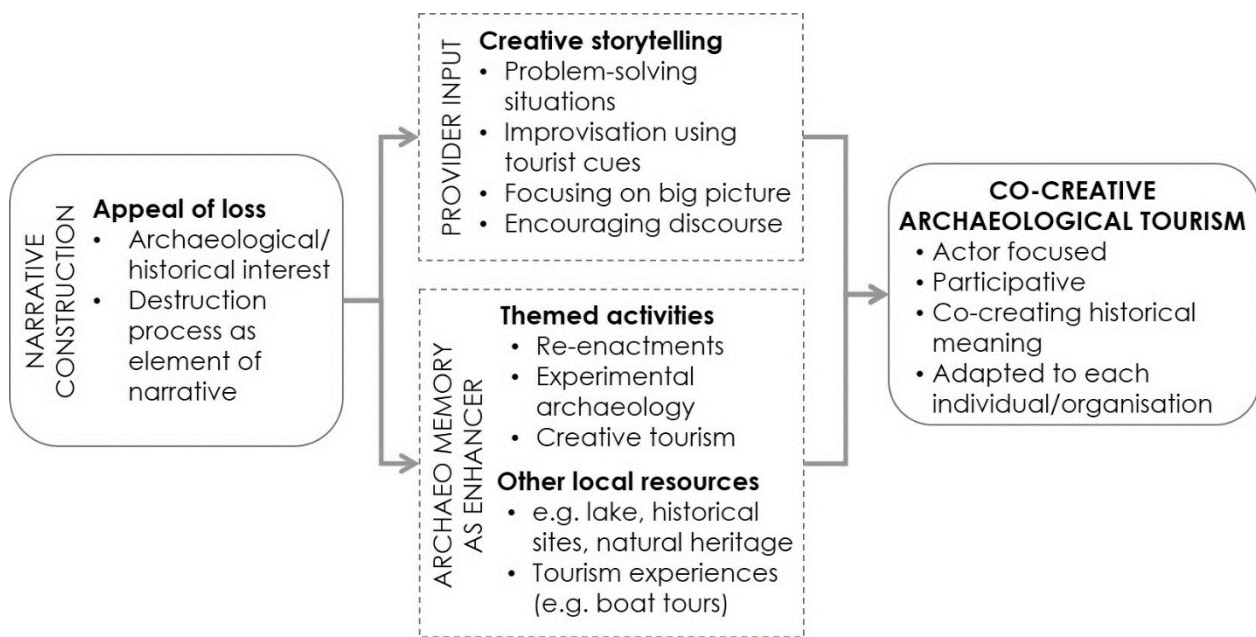 NARRATIVE
CONSTRUCTION
Appeal of loss
• Archaeological/
historical interest
• Destruction
process as
element of
narrative
PROVIDER INPUT
Creative storytelling
• Problem-solving
situations
• Improvisation using
tourist cues
• Focusing on big picture
• Encouraging discourse
ARCHAEO MEMORY
AS ENHANCER
Themed activities
• Re-enactments
• Experimental
archaeology
• Creative tourism
Other local resources
• e.g. lake, historical
sites, natural heritage
• Tourism experiences
(e.g. boat tours)
CO-CREATIVE
ARCHAEOLOGICAL TOURISM
• Actor focused
• Participative
• Co-creating historical
meaning
• Adapted to each
individual/organisation